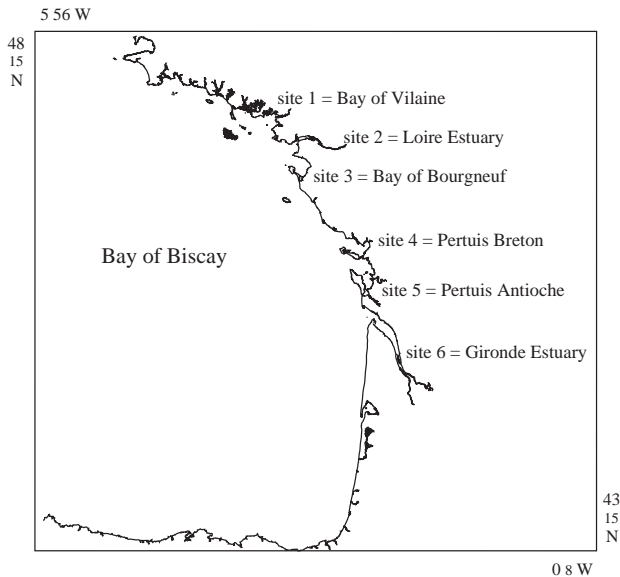 5 56 W
48
15
N
site 1 = Bay of Vilaine
site 2 = Loire Estuary
site 3 = Bay of Bourgneuf
site 4 = Pertuis Breton
Bay of Biscay
site 5 = Pertuis Antioche
site 6 = Gironde Estuary
43
15
N
0 8 W